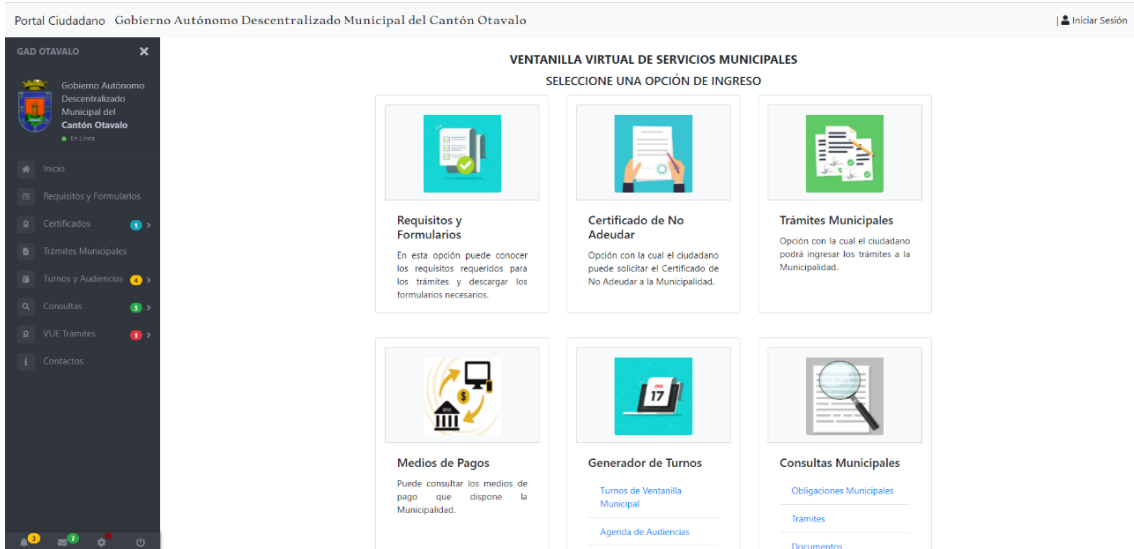 Portal Ciudadano Gobierno Autónomo Descentralizado Municipal del Cantón Otavalo
| Iniciar Sesión
GAD OTAVALO
Gobierno Autónomo
Descentralizado
Municipal del
Cantón Otavalo
En Línea
Inicio
Requisitos y Formularios
Certificados 1
Trámites Municipales
Turnos y Audiencias 4
Consultas 3
VUE Trámites 1
Contactos
3 7
VENTANILLA VIRTUAL DE SERVICIOS MUNICIPALES
SELECCIONE UNA OPCIÓN DE INGRESO
Requisitos y
Formularios
En esta opción puede conocer
los requisitos requeridos para
los trámites y descargar los
formularios necesarios.
Certificado de No
Adeudar
Opción con la cual el ciudadano
puede solicitar el Certificado de
No Adeudar a la Municipalidad.
Trámites Municipales
Opción con la cual el ciudadano
podrá ingresar los trámites a la
Municipalidad.
Medios de Pagos
Puede consultar los medios de
pago que dispone la
Municipalidad.
17
Generador de Turnos
Turnos de Ventanilla
Municipal
Agenda de Audiencias
Consultas Municipales
Obligaciones Municipales
Trámites
Documentos